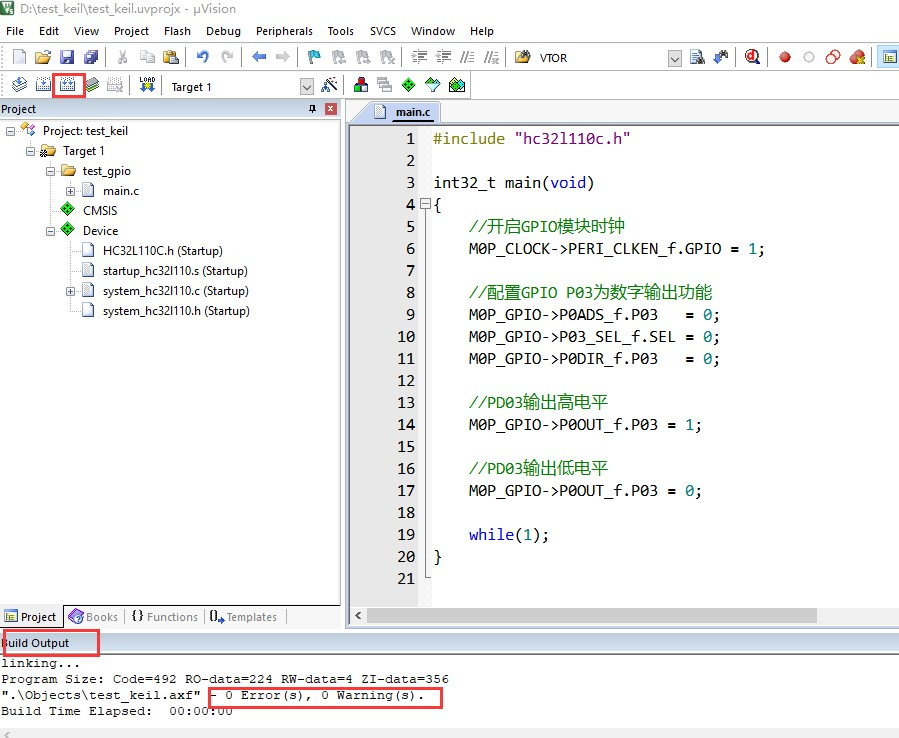 D:\test_keil\test_keil.uvprojx - µVision
File Edit View Project Flash Debug Peripherals Tools SVCS Window Help
VTOR
LOAD Target 1
Project
Project: test_keil
Target 1
test_gpio
main.c
CMSIS
Device
HC32L110C.h (Startup)
startup_hc32l110.s (Startup)
system_hc32l110.c (Startup)
system_hc32l110.h (Startup)
Project Books {} Functions Templates
main.c
1 #include "hc32l110c.h"
2
3 int32_t main(void)
4 {
5 //开启GPIO模块时钟
6 M0P_CLOCK->PERI_CLKEN_f.GPIO = 1;
7
8 //配置GPIO P03为数字输出功能
9 M0P_GPIO->P0ADS_f.P03   = 0;
10 M0P_GPIO->P03_SEL_f.SEL = 0;
11 M0P_GPIO->P0DIR_f.P03   = 0;
12
13 //PD03输出高电平
14 M0P_GPIO->P0OUT_f.P03 = 1;
15
16 //PD03输出低电平
17 M0P_GPIO->P0OUT_f.P03 = 0;
18
19 while(1);
20 }
21
Build Output
linking...
Program Size: Code=492 RO-data=224 RW-data=4 ZI-data=356
".\Objects\test_keil.axf" - 0 Error(s), 0 Warning(s).
Build Time Elapsed:  00:00:00